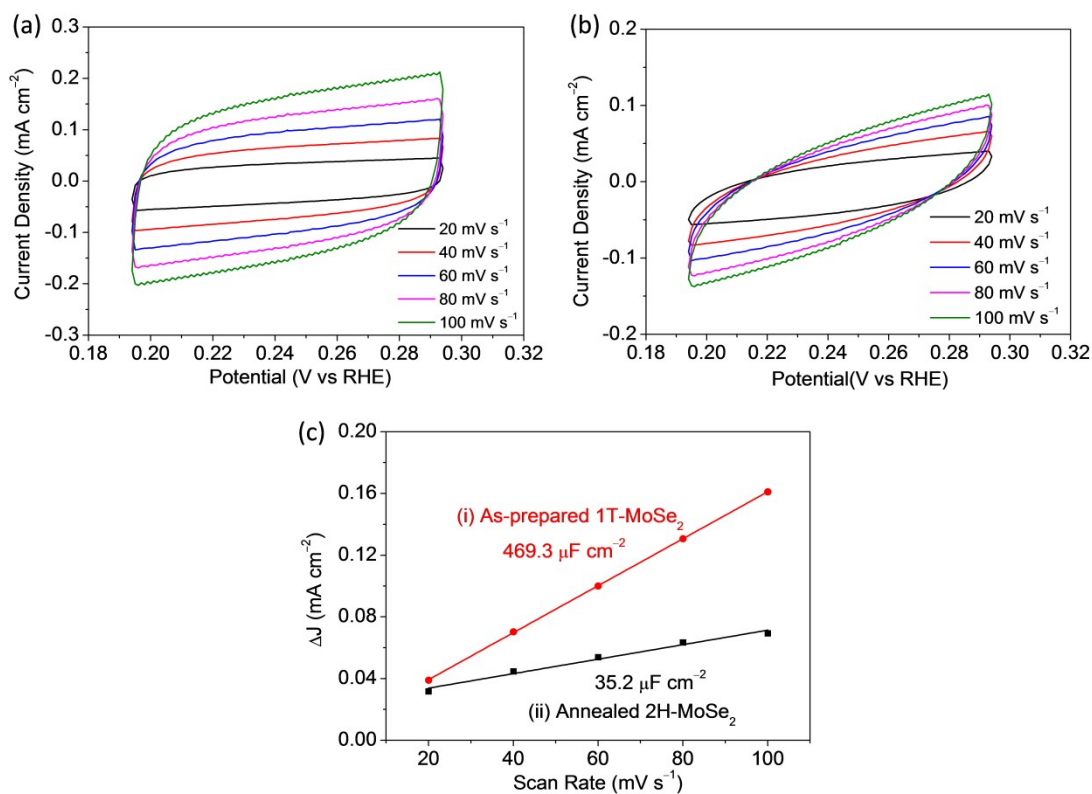 (a)
0.3
0.2
0.1
0.0
-0.1
-0.2
-0.3
Current Density (mA cm⁻²)
20 mV s⁻¹
40 mV s⁻¹
60 mV s⁻¹
80 mV s⁻¹
100 mV s⁻¹
0.18 0.20 0.22 0.24 0.26 0.28 0.30 0.32
Potential (V vs RHE)
(b)
0.2
0.1
0.0
-0.1
-0.2
Current Density (mA cm⁻²)
20 mV s⁻¹
40 mV s⁻¹
60 mV s⁻¹
80 mV s⁻¹
100 mV s⁻¹
0.18 0.20 0.22 0.24 0.26 0.28 0.30 0.32
Potential(V vs RHE)
(c)
0.20
0.16
0.12
0.08
0.04
0.00
ΔJ (mA cm⁻²)
(i) As-prepared 1T-MoSe₂
469.3 μF cm⁻²
35.2 μF cm⁻²
(ii) Annealed 2H-MoSe₂
20 40 60 80 100
Scan Rate (mV s⁻¹)